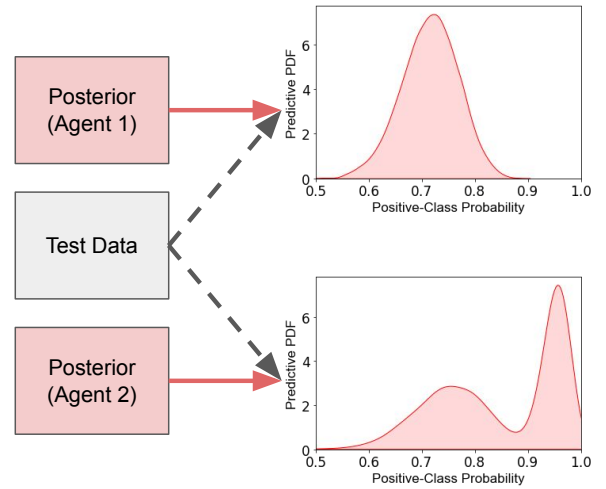 Posterior
(Agent 1)
Test Data
Posterior
(Agent 2)
Predictive PDF
6
4
2
0
0.5 0.6 0.7 0.8 0.9 1.0
Positive-Class Probability
Predictive PDF
6
4
2
0
0.5 0.6 0.7 0.8 0.9 1.0
Positive-Class Probability